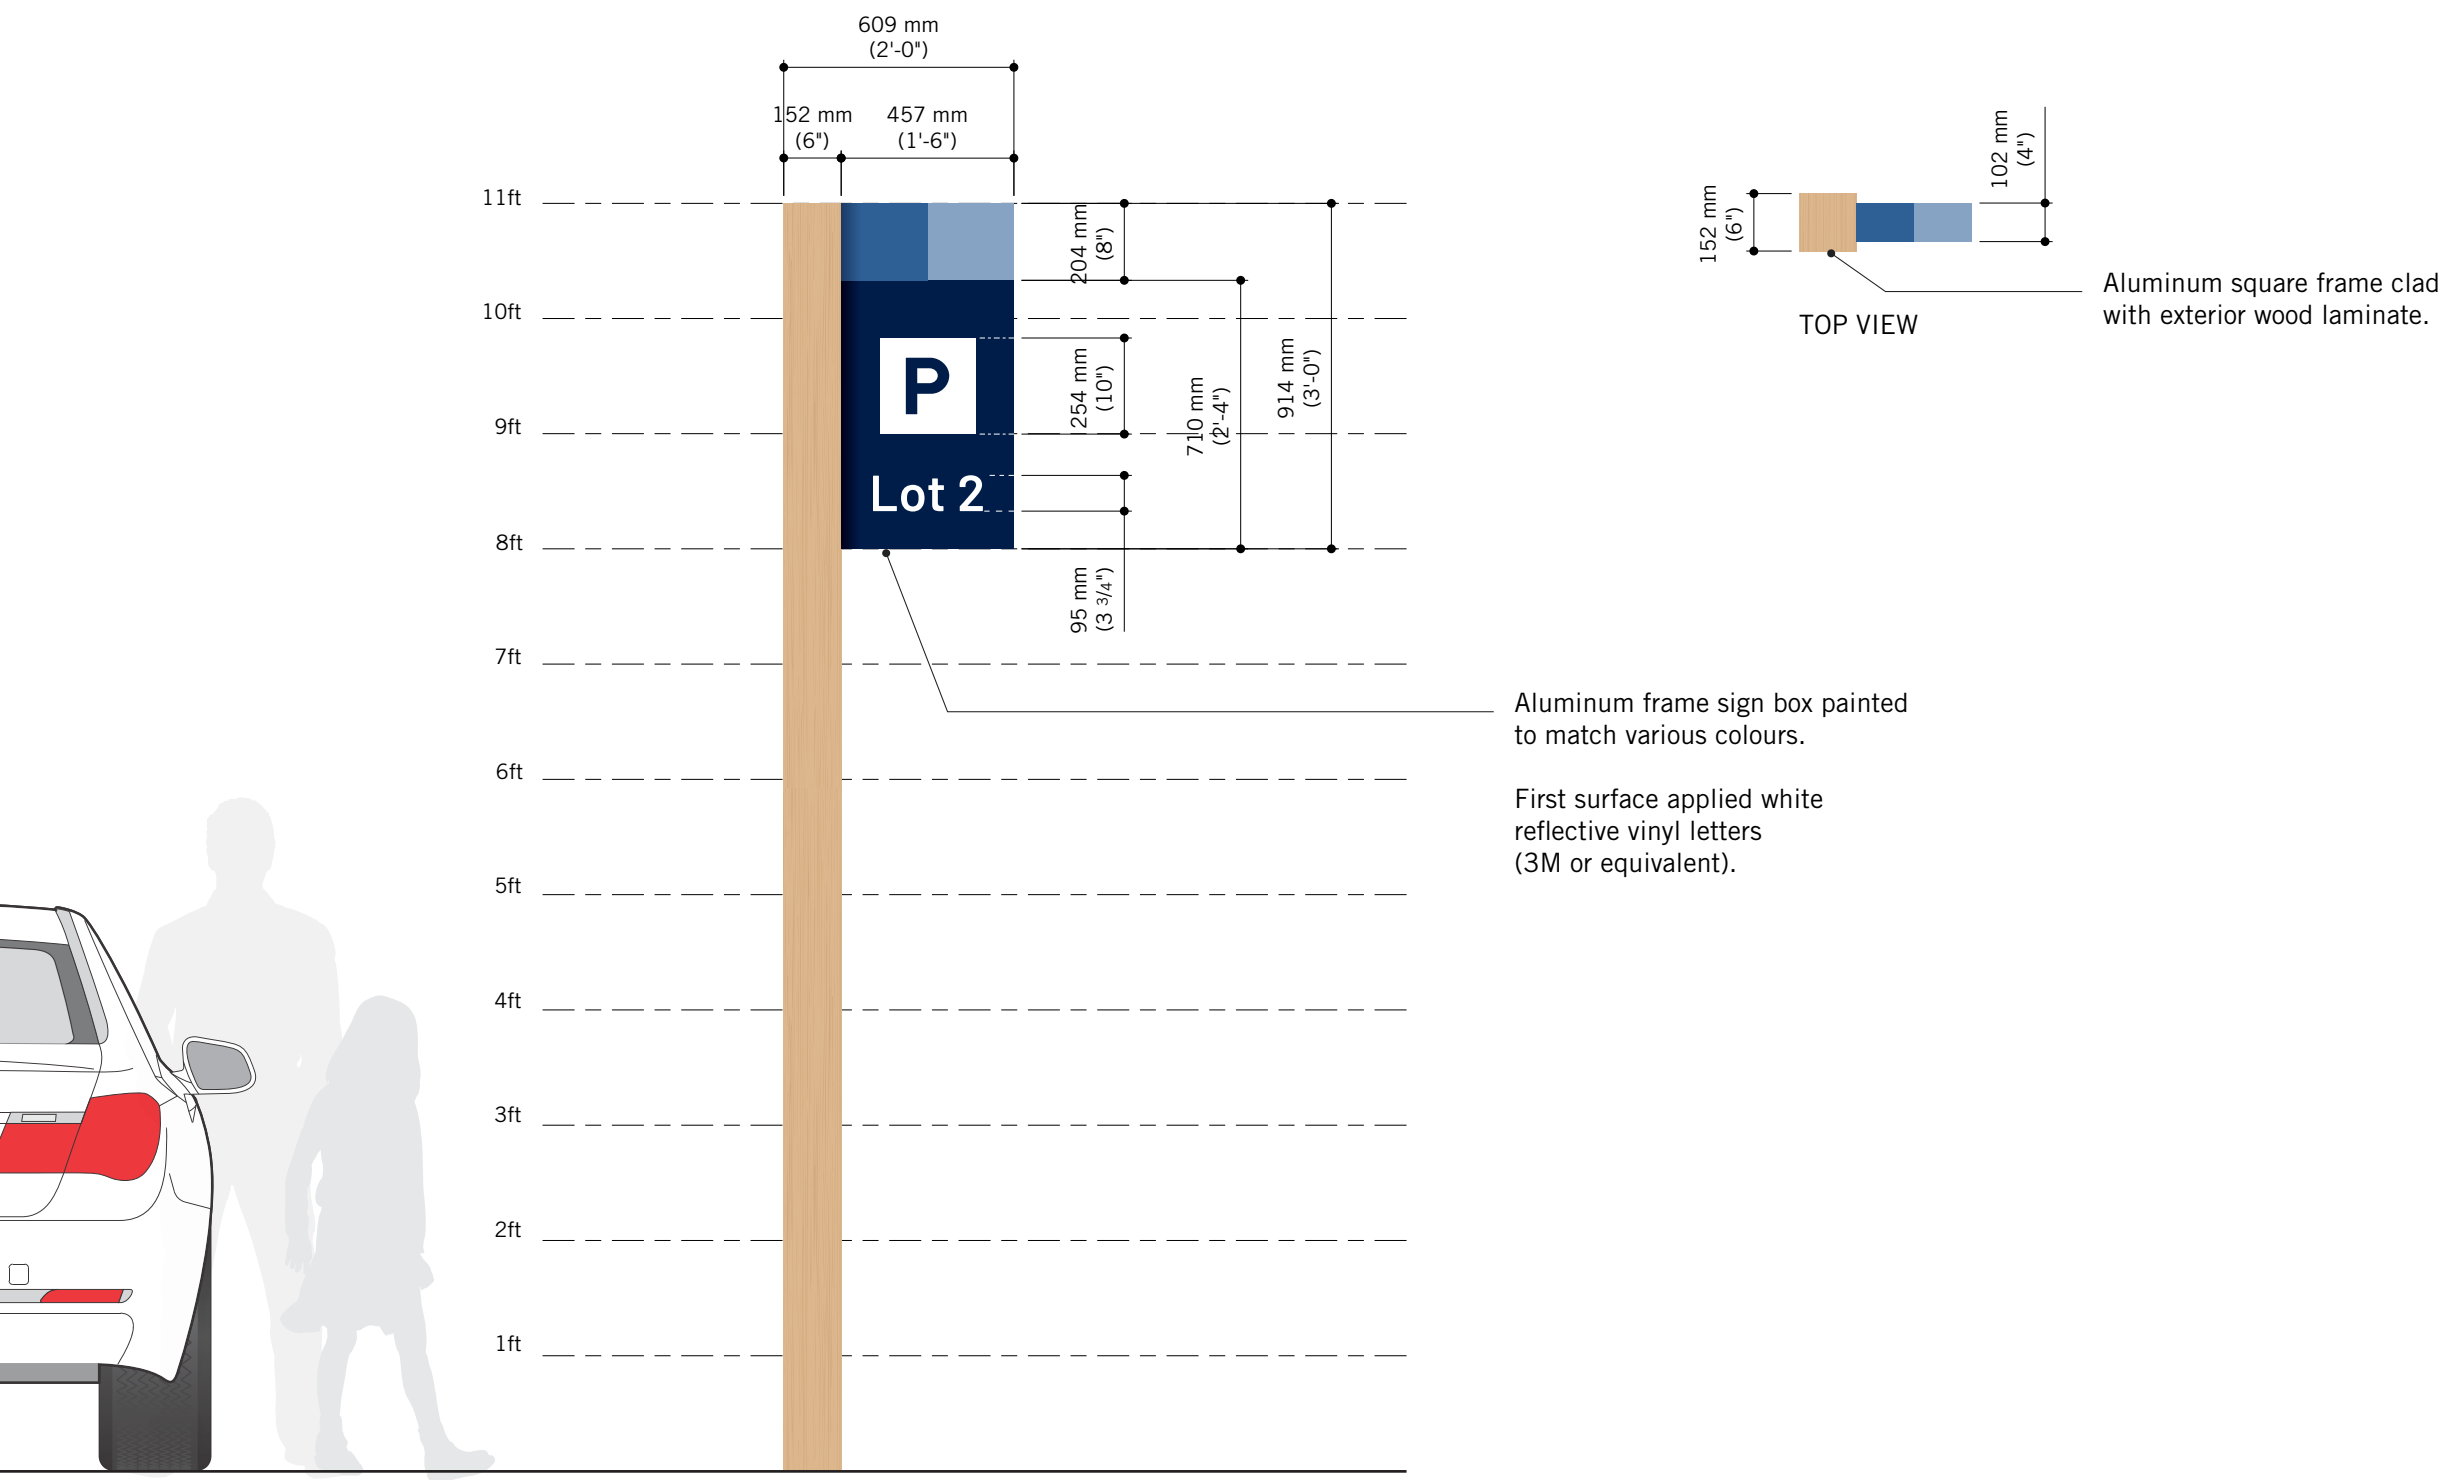 609 mm
(2'-0")
152 mm
(6")
457 mm
(1'-6")
11ft
10ft
9ft
8ft
7ft
6ft
5ft
4ft
3ft
2ft
1ft
P
Lot 2
204 mm
(8")
254 mm
(10")
95 mm
(3 3/4")
710 mm
(2'-4")
914 mm
(3'-0")
152 mm
(6")
102 mm
(4")
TOP VIEW
Aluminum square frame clad
with exterior wood laminate.
Aluminum frame sign box painted
to match various colours.
First surface applied white
reflective vinyl letters
(3M or equivalent).